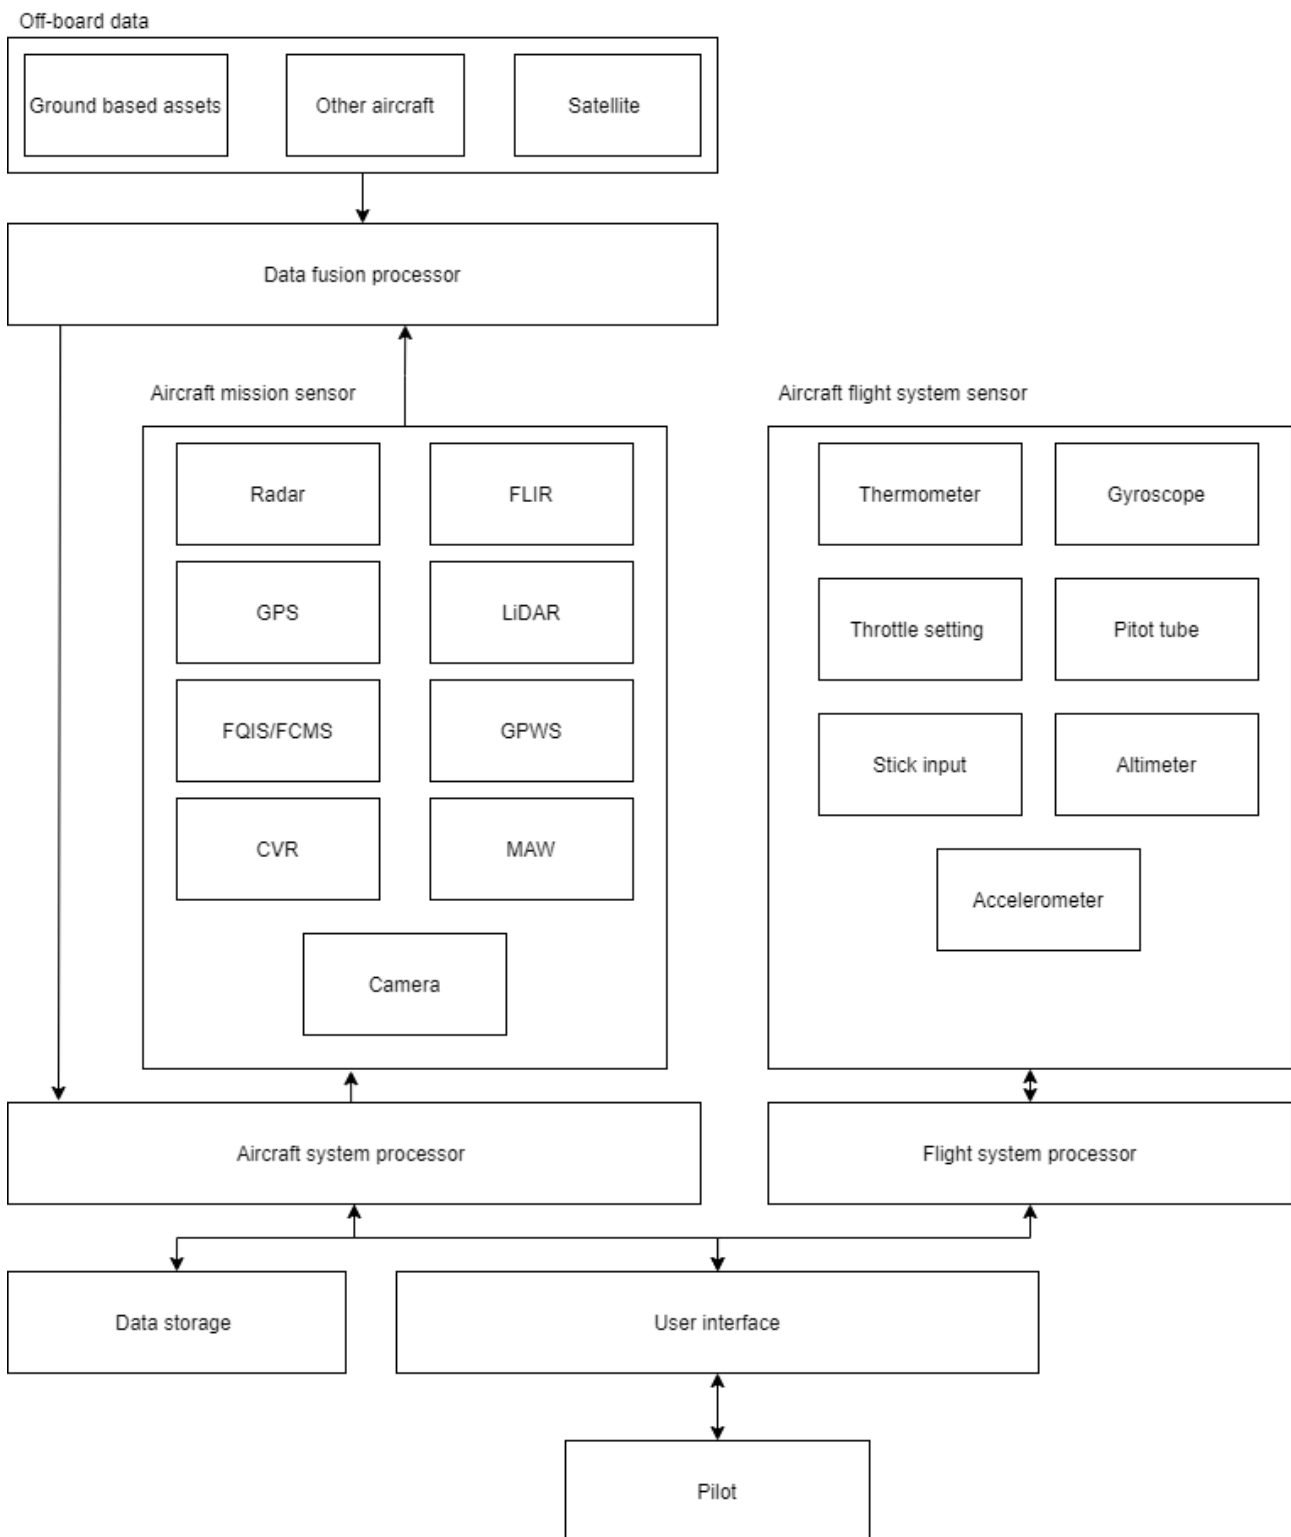 Off-board data
Ground based assets
Other aircraft
Satellite
Data fusion processor
Aircraft mission sensor
Aircraft flight system sensor
Radar
FLIR
Thermometer
Gyroscope
GPS
LiDAR
Throttle setting
Pitot tube
FQIS/FCMS
GPWS
Stick input
Altimeter
CVR
MAW
Accelerometer
Camera
Aircraft system processor
Flight system processor
Data storage
User interface
Pilot